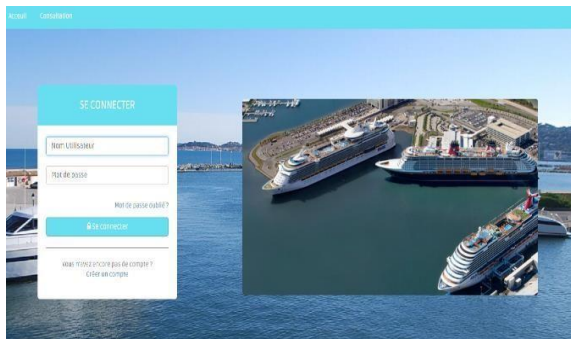 Accueil Consultation
SE CONNECTER
Nom Utilisateur
Mot de passe
Mot de passe oublié ?
Se connecter
Vous n'avez encore pas de compte ?
Créer un compte